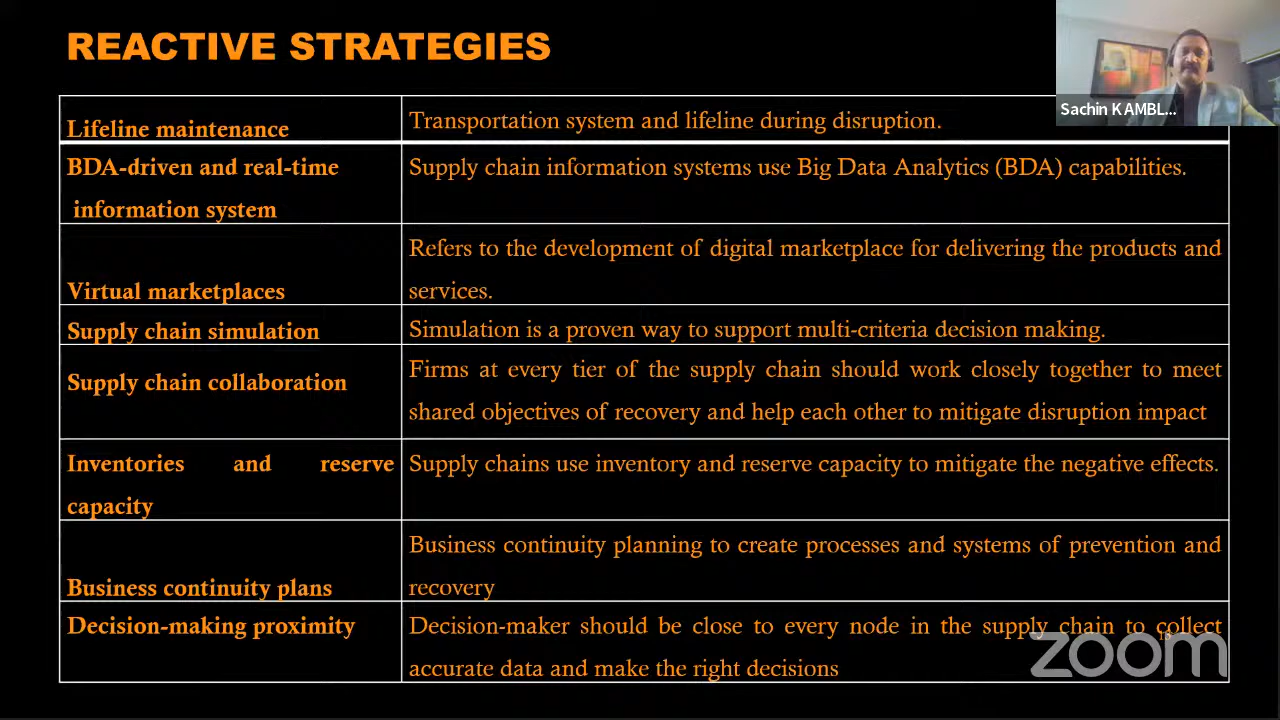 REACTIVE STRATEGIES
Sachin KAMBL...
Lifeline maintenance
Transportation system and lifeline during disruption.
BDA-driven and real-time
information system
Supply chain information systems use Big Data Analytics (BDA) capabilities.
Virtual marketplaces
Refers to the development of digital marketplace for delivering the products and
services.
Supply chain simulation
Simulation is a proven way to support multi-criteria decision making.
Supply chain collaboration
Firms at every tier of the supply chain should work closely together to meet
shared objectives of recovery and help each other to mitigate disruption impact
Inventories and reserve
capacity
Supply chains use inventory and reserve capacity to mitigate the negative effects.
Business continuity plans
Business continuity planning to create processes and systems of prevention and
recovery
Decision-making proximity
Decision-maker should be close to every node in the supply chain to collect
accurate data and make the right decisions
zoom